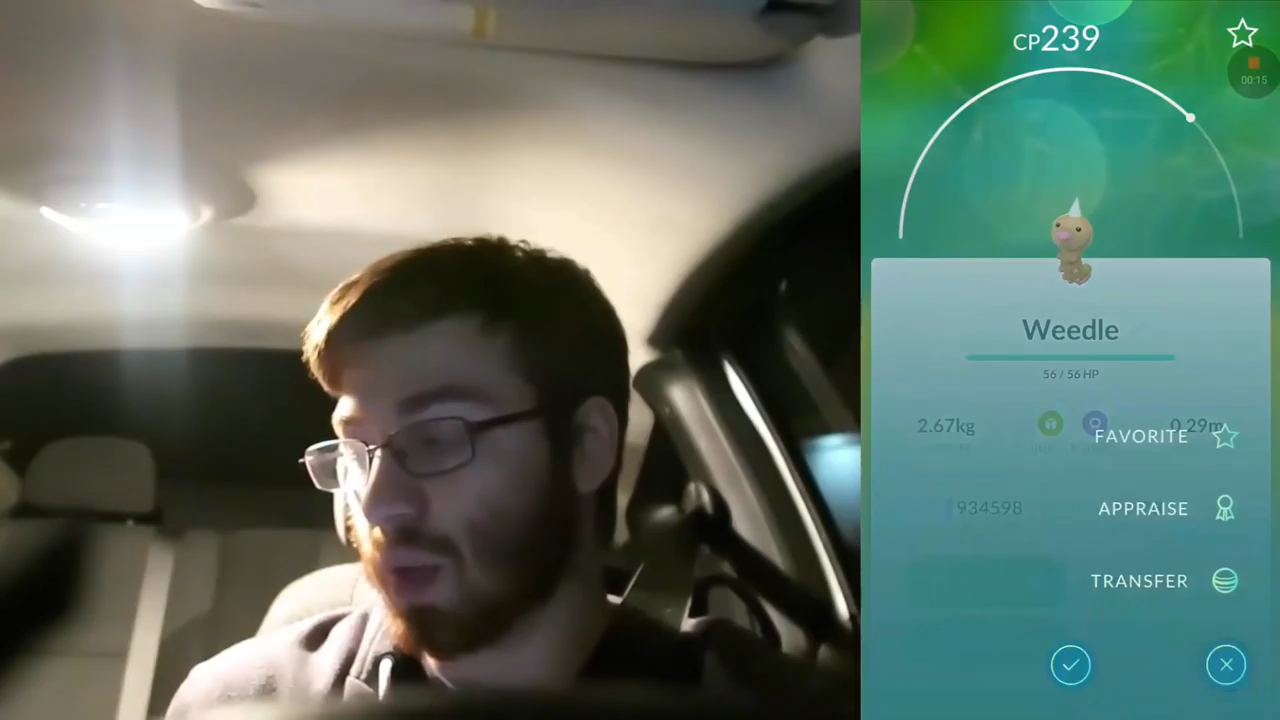 CP239
00:15
Weedle
56 / 56 HP
2.67kg
0.29m
FAVORITE
934598
APPRAISE
TRANSFER